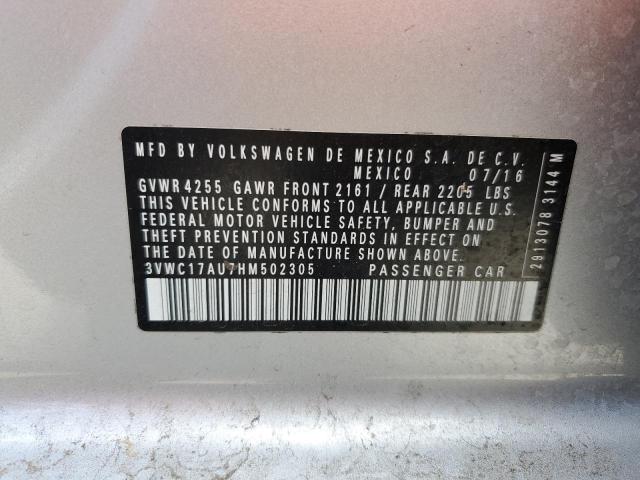 MFD BY VOLKSWAGEN DE MEXICO S.A. DE C.V.
MEXICO 07/16
GVWR 4255 GAWR FRONT 2161 / REAR 2205 LBS
THIS VEHICLE CONFORMS TO ALL APPLICABLE U.S.
FEDERAL MOTOR VEHICLE SAFETY, BUMPER AND
THEFT PREVENTION STANDARDS IN EFFECT ON
THE DATE OF MANUFACTURE SHOWN ABOVE.
3VWC17AU7HM502305 PASSENGER CAR
2913078 3144 M